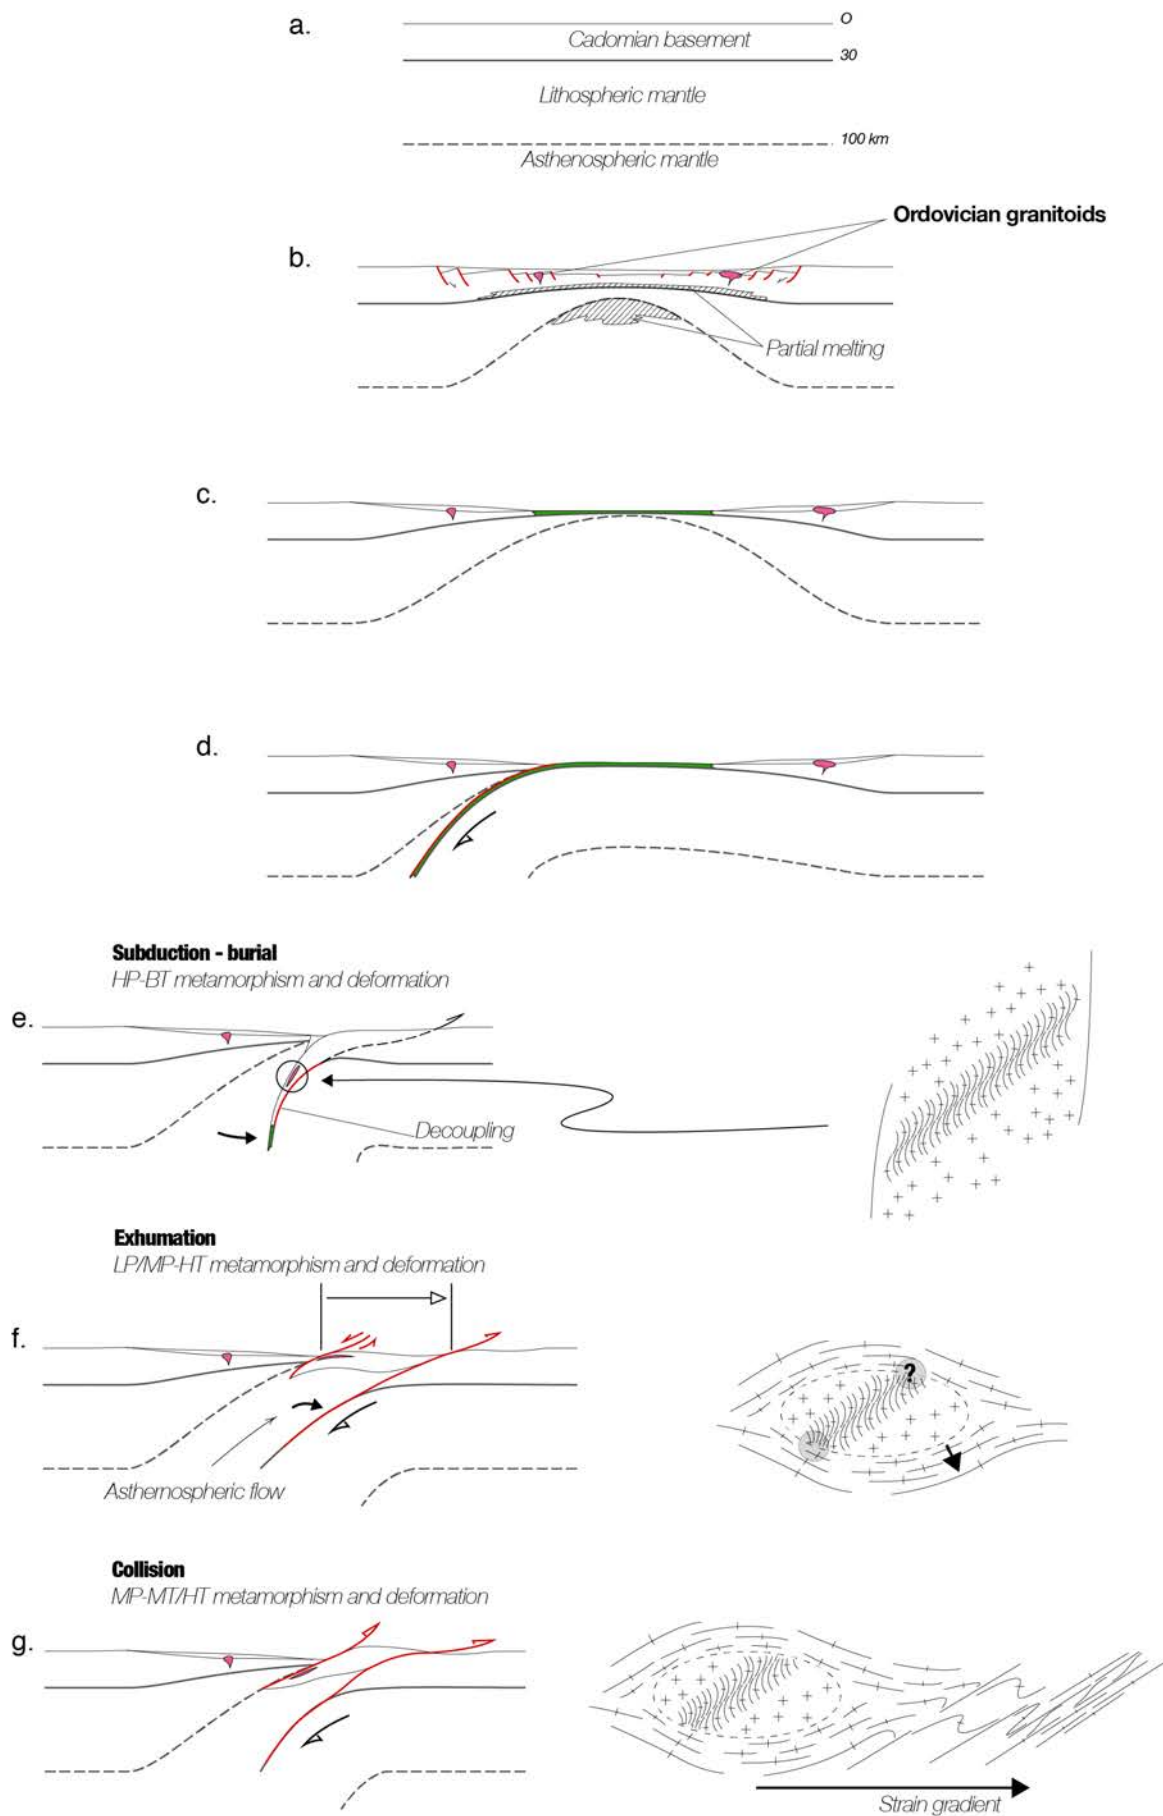 a.
O
Cadomian basement
30
Lithospheric mantle
100 km
Asthenospheric mantle
Ordovician granitoids
b.
Partial melting
c.
d.
Subduction - burial
HP-BT metamorphism and deformation
e.
Decoupling
Exhumation
LP/MP-HT metamorphism and deformation
f.
?
Asthernospheric flow
Collision
MP-MT/HT metamorphism and deformation
g.
Strain gradient